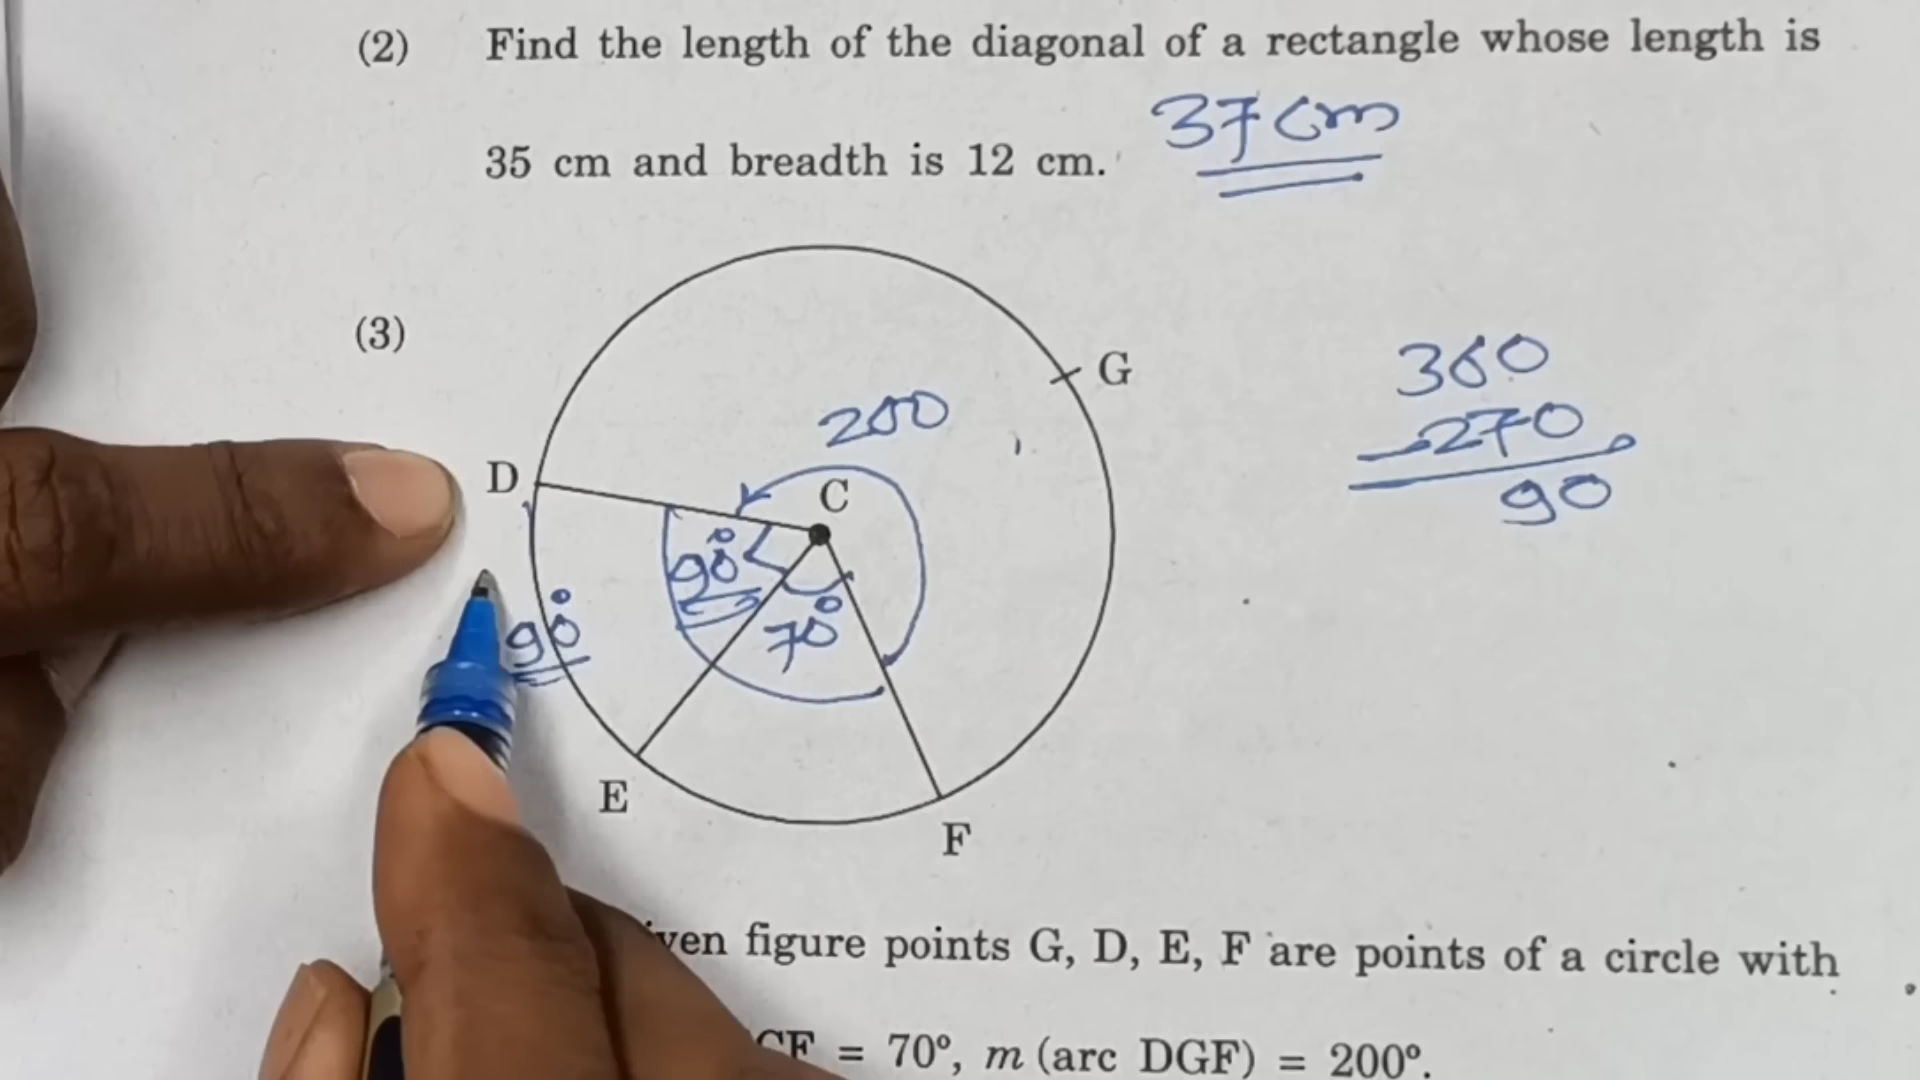 (2) Find the length of the diagonal of a rectangle whose length is
35 cm and breadth is 12 cm.
37 cm
(3)
G
360
- 270
90
200
D
C
90°
70°
90°
E
F
figure points G, D, E, F are points of a circle with
= 70°, m (arc DGF) = 200°.